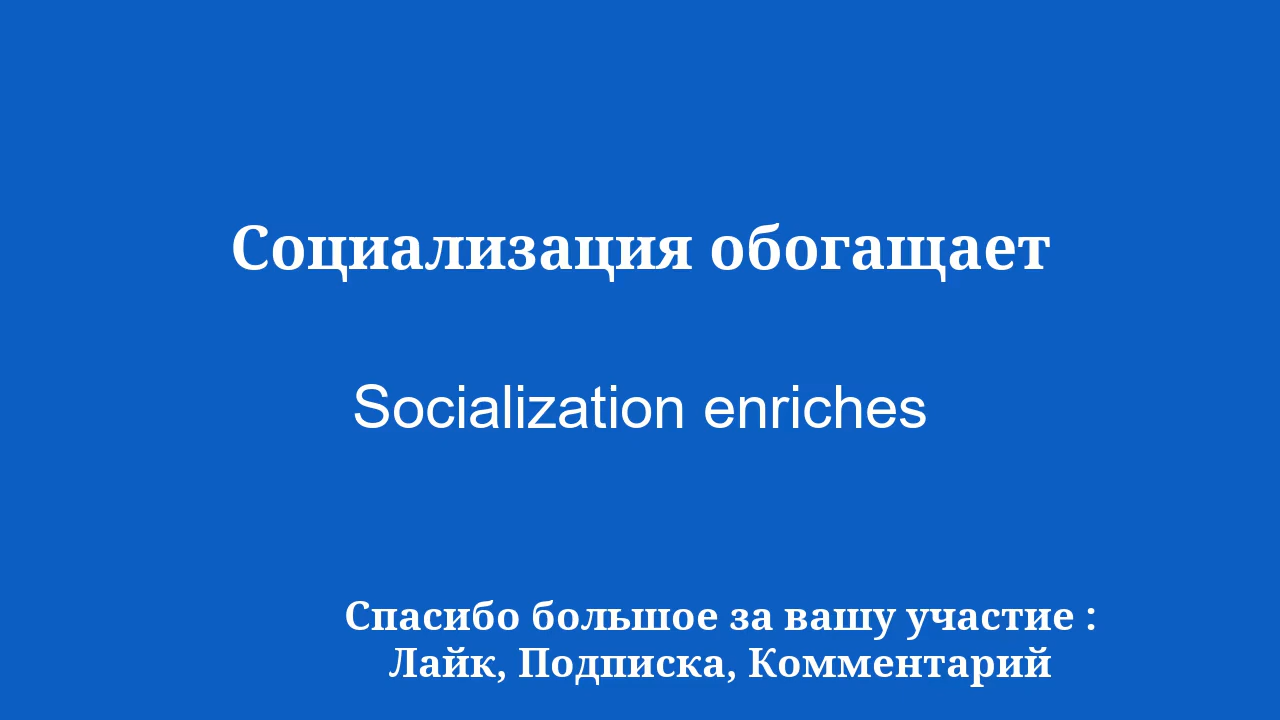 Социализация обогащает
Socialization enriches
Спасибо большое за вашу участие :
Лайк, Подписка, Комментарий